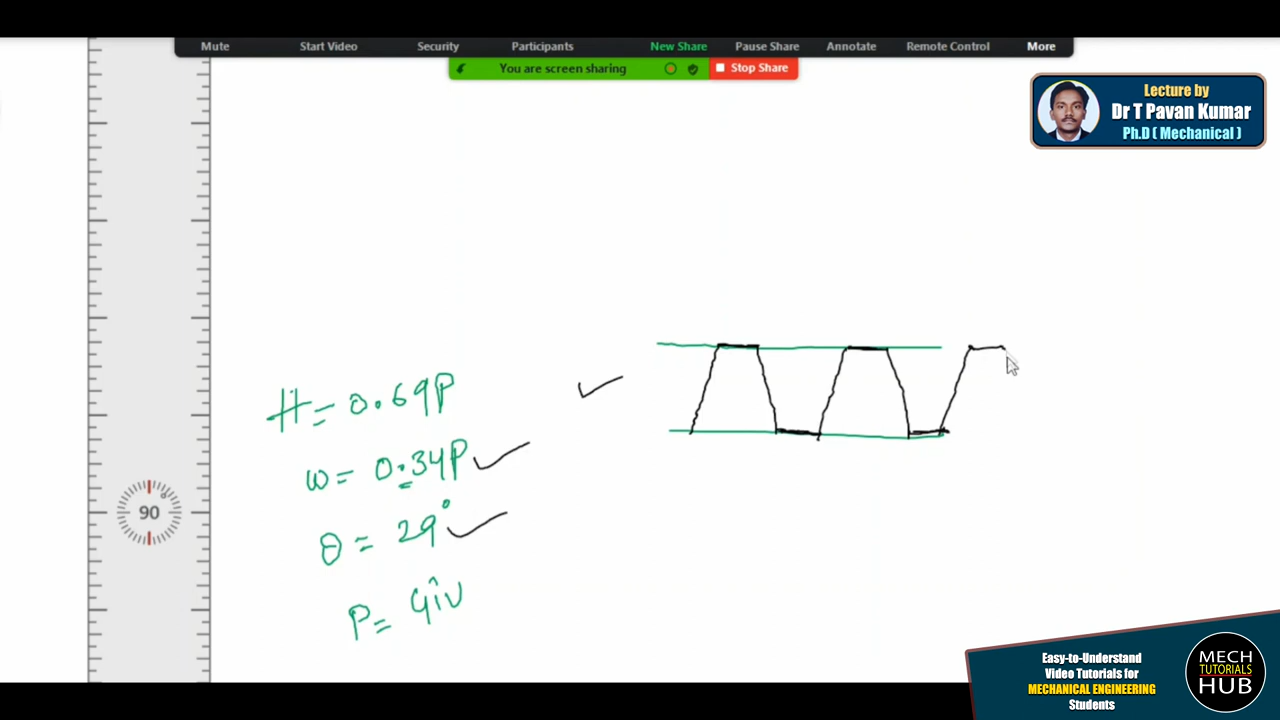 Mute Start Video Security Participants New Share Pause Share Annotate Remote Control More
You are screen sharing Stop Share
Lecture by
Dr T Pavan Kumar
Ph.D ( Mechanical )
H = 0.69P
w = 0.34P
θ = 29°
P = Giv
90
Easy-to-Understand
Video Tutorials for
MECHANICAL ENGINEERING
Students
MECH
TUTORIALS
HUB